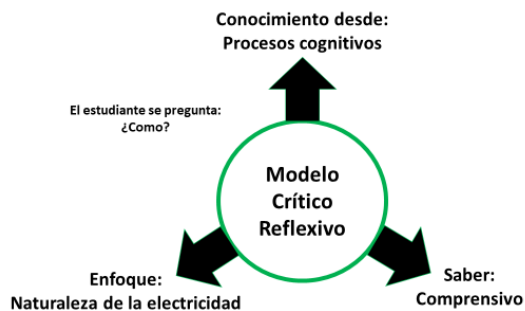 Conocimiento desde:
Procesos cognitivos
El estudiante se pregunta:
¿Como?
Modelo
Crítico
Reflexivo
Enfoque:
Naturaleza de la electricidad
Saber:
Comprensivo